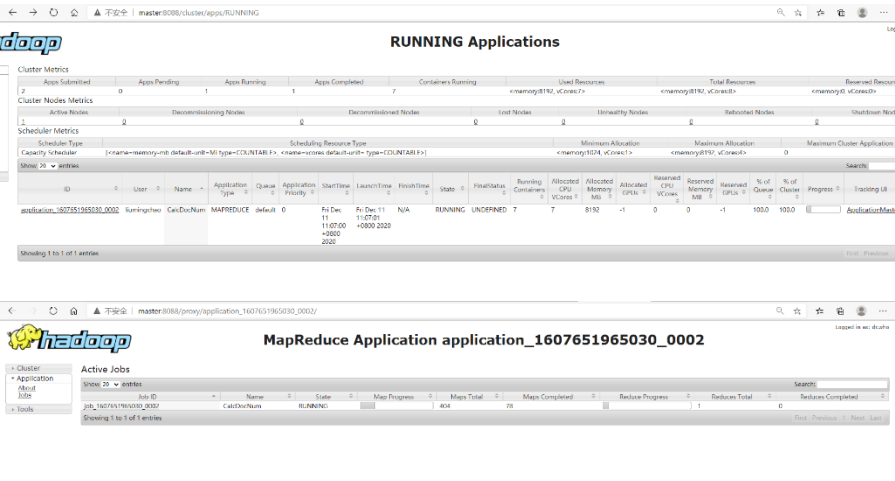 不安全 | master:8088/cluster/apps/RUNNING
hadoop
RUNNING Applications
Cluster Metrics
Apps Submitted Apps Pending Apps Running Apps Completed Containers Running Used Resources Total Resources Reserved Resour
2 0 1 1 7 <memory:8192, vCores:7> <memory:8192, vCores:8> <memory:0, vCores:0>
Cluster Nodes Metrics
Active Nodes Decommissioning Nodes Decommissioned Nodes Lost Nodes Unhealthy Nodes Rebooted Nodes Shutdown Nod
1 0 0 0 0 0 0
Scheduler Metrics
Scheduler Type Scheduling Resource Type Minimum Allocation Maximum Allocation Maximum Cluster Application
Capacity Scheduler [<name=memory-mb default-unit=Mi type=COUNTABLE>, <name=vcores default-unit= type=COUNTABLE>] <memory:1024, vCores:1> <memory:8192, vCores:4> 0
Show 20 entries Search:
ID User Name Application Type Queue Application Priority StartTime LaunchTime FinishTime State FinalStatus Running Containers Allocated CPU VCores Allocated Memory MB Allocated GPUs Reserved CPU VCores Reserved Memory MB Reserved GPUs % of Queue % of Cluster Progress Tracking UI
application_1607651965030_0002 liumingchao CalcDocNum MAPREDUCE default 0 Fri Dec 11 11:07:00 +0800 2020 Fri Dec 11 11:07:01 +0800 2020 N/A RUNNING UNDEFINED 7 7 8192 -1 0 0 -1 100.0 100.0 ApplicationMast
Showing 1 to 1 of 1 entries First Previous
不安全 | master:8088/proxy/application_1607651965030_0002/
hadoop
MapReduce Application application_1607651965030_0002
Logged in as: dr.who
Cluster
Application
About
Jobs
Tools
Active Jobs
Show 20 entries Search:
Job ID Name State Map Progress Maps Total Maps Completed Reduce Progress Reduces Total Reduces Completed
job_1607651965030_0002 CalcDocNum RUNNING 404 78 1 0
Showing 1 to 1 of 1 entries First Previous 1 Next Last